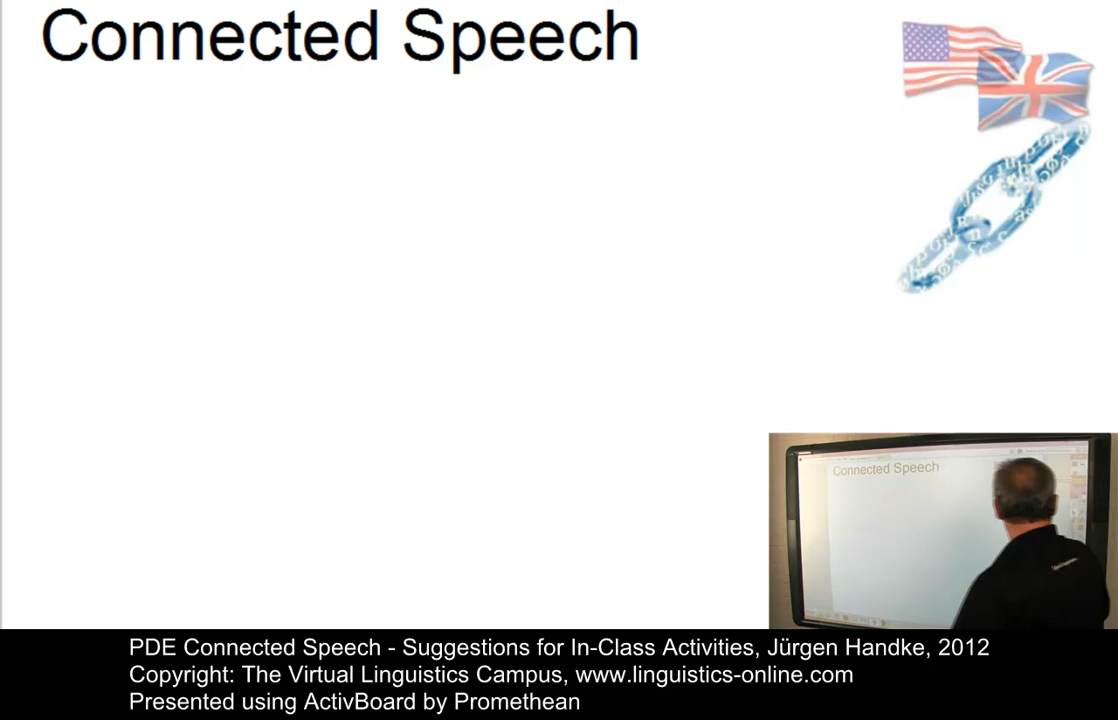 Connected Speech
Connected Speech
PDE Connected Speech - Suggestions for In-Class Activities, Jürgen Handke, 2012
Copyright: The Virtual Linguistics Campus, www.linguistics-online.com
Presented using ActivBoard by Promethean